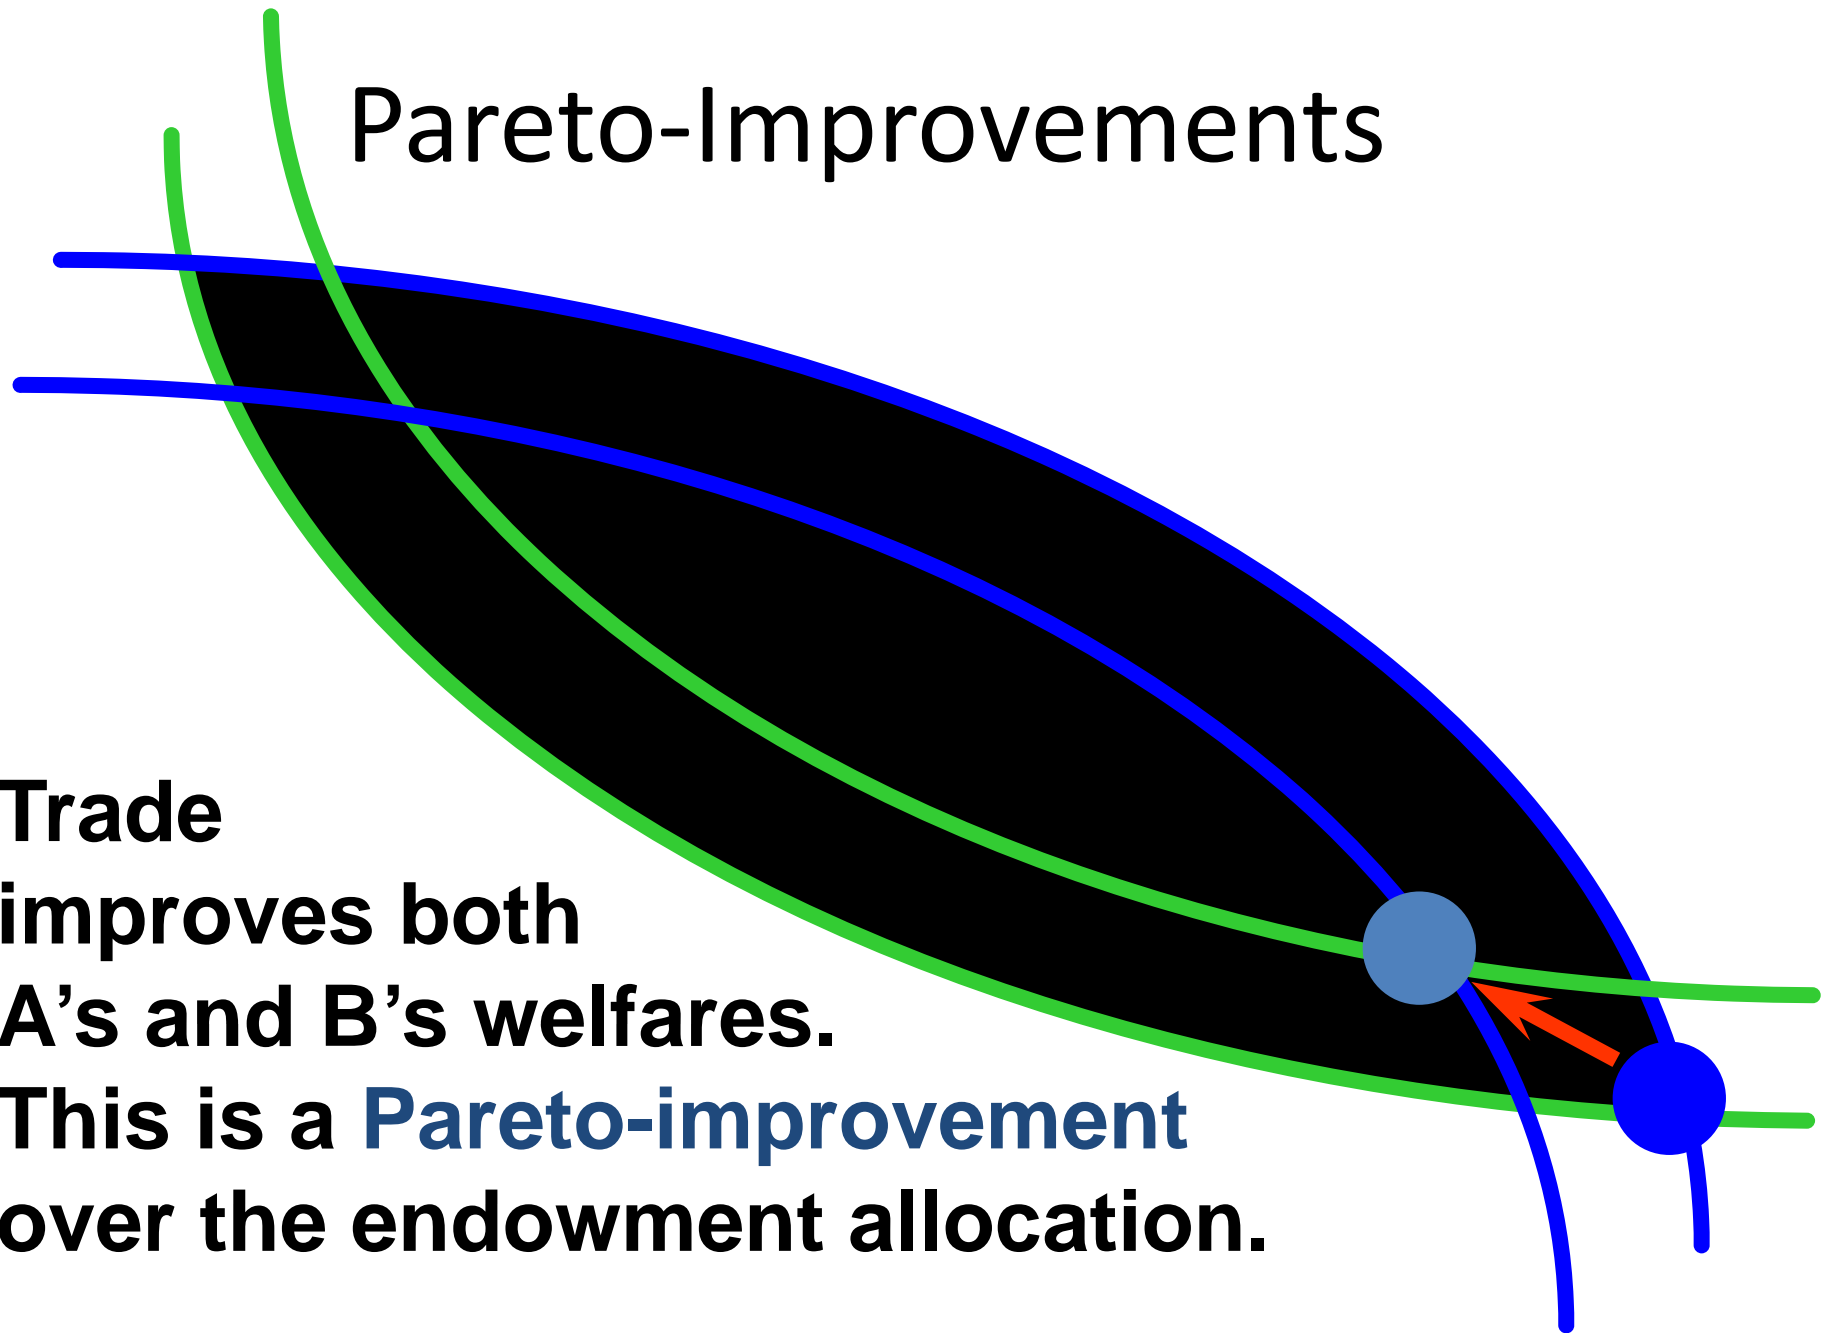 Pareto-Improvements
Trade
improves both
A’s and B’s welfares.
This is a Pareto-improvement
over the endowment allocation.